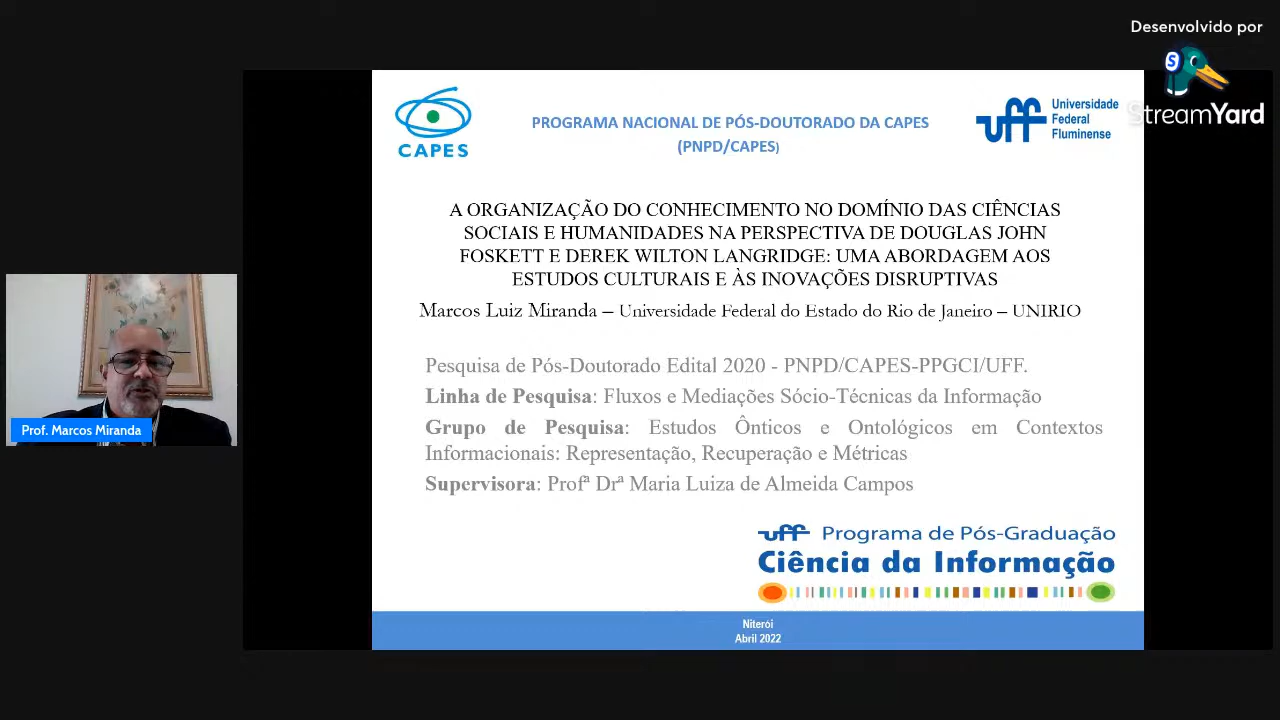 Desenvolvido por
StreamYard
CAPES
PROGRAMA NACIONAL DE PÓS-DOUTORADO DA CAPES
(PNPD/CAPES)
uff
Universidade
Federal
Fluminense
A ORGANIZAÇÃO DO CONHECIMENTO NO DOMÍNIO DAS CIÊNCIAS
SOCIAIS E HUMANIDADES NA PERSPECTIVA DE DOUGLAS JOHN
FOSKETT E DEREK WILTON LANGRIDGE: UMA ABORDAGEM AOS
ESTUDOS CULTURAIS E ÀS INOVAÇÕES DISRUPTIVAS
Marcos Luiz Miranda – Universidade Federal do Estado do Rio de Janeiro – UNIRIO
Pesquisa de Pós-Doutorado Edital 2020 - PNPD/CAPES-PPGCI/UFF.
Linha de Pesquisa: Fluxos e Mediações Sócio-Técnicas da Informação
Grupo de Pesquisa: Estudos Ônticos e Ontológicos em Contextos
Informacionais: Representação, Recuperação e Métricas
Supervisora: Profª Drª Maria Luiza de Almeida Campos
Prof. Marcos Miranda
uff Programa de Pós-Graduação
Ciência da Informação
Niterói
Abril 2022